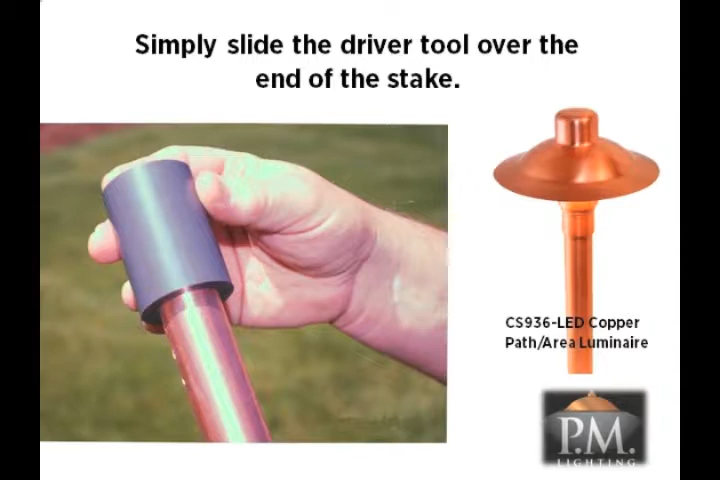 Simply slide the driver tool over the
end of the stake.
CS936-LED Copper
Path/Area Luminaire
P.M.
LIGHTING